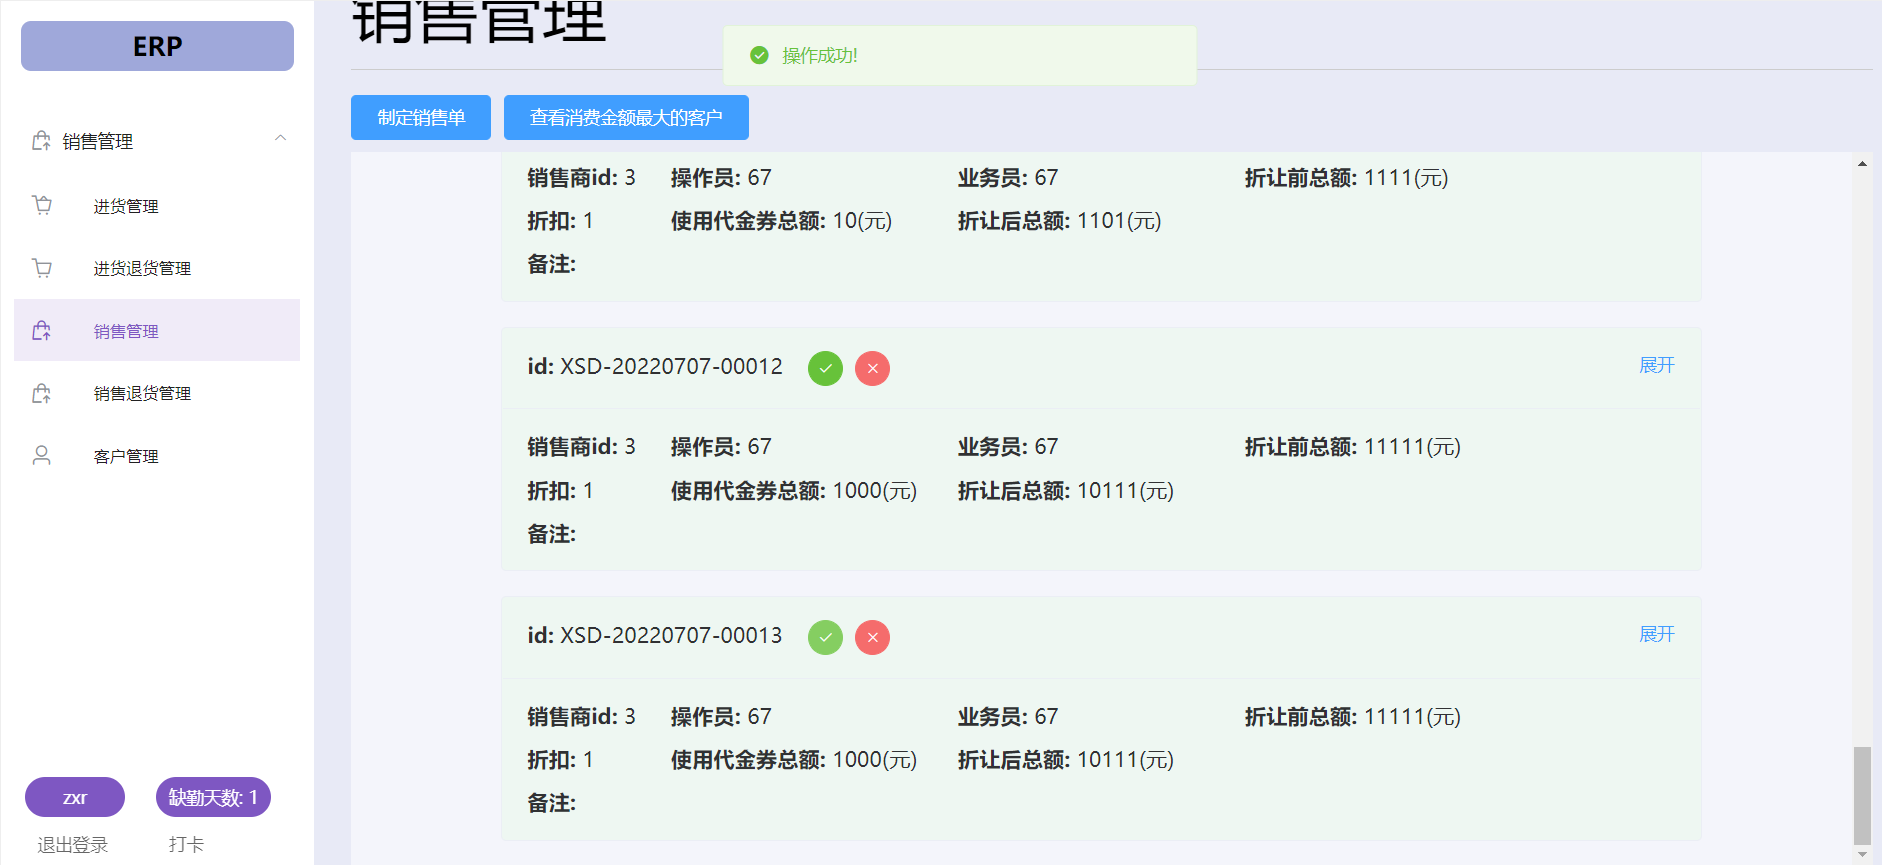 ERP
销售管理
进货管理
进货退货管理
销售管理
销售退货管理
客户管理
zxr
缺勤天数: 1
退出登录
打卡
销售管理
操作成功!
制定销售单
查看消费金额最大的客户
销售商id: 3 操作员: 67 业务员: 67 折让前总额: 1111(元)
折扣: 1 使用代金券总额: 10(元) 折让后总额: 1101(元)
备注:
id: XSD-20220707-00012 展开
销售商id: 3 操作员: 67 业务员: 67 折让前总额: 11111(元)
折扣: 1 使用代金券总额: 1000(元) 折让后总额: 10111(元)
备注:
id: XSD-20220707-00013 展开
销售商id: 3 操作员: 67 业务员: 67 折让前总额: 11111(元)
折扣: 1 使用代金券总额: 1000(元) 折让后总额: 10111(元)
备注: